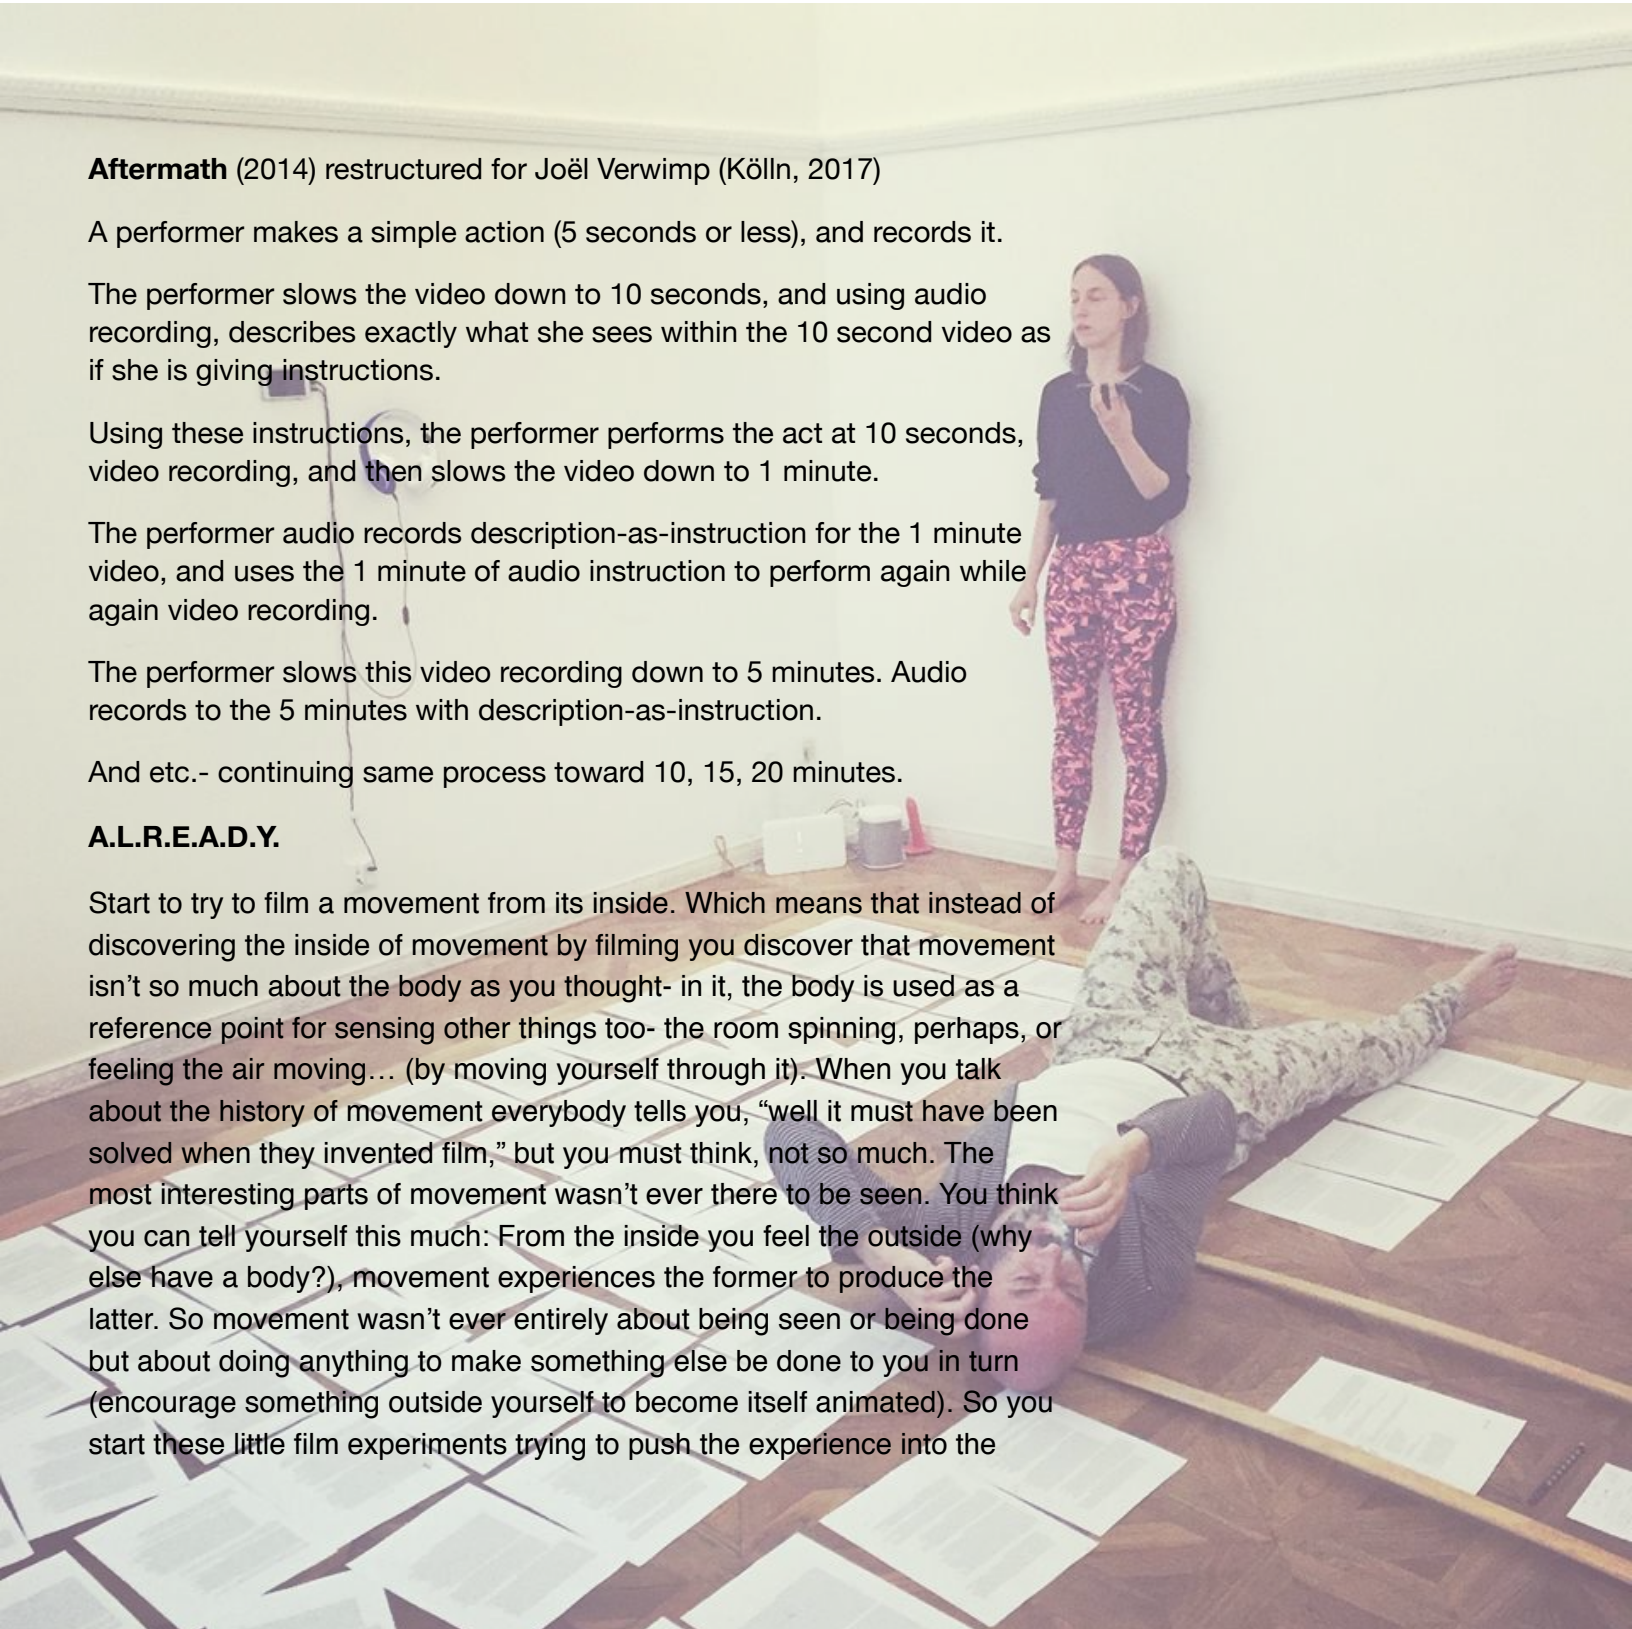 Aftermath (2014) restructured for Joël Verwimp (Kölln, 2017)
A performer makes a simple action (5 seconds or less), and records it.
The performer slows the video down to 10 seconds, and using audio
recording, describes exactly what she sees within the 10 second video as
if she is giving instructions.
Using these instructions, the performer performs the act at 10 seconds,
video recording, and then slows the video down to 1 minute.
The performer audio records description-as-instruction for the 1 minute
video, and uses the 1 minute of audio instruction to perform again while
again video recording.
The performer slows this video recording down to 5 minutes. Audio
records to the 5 minutes with description-as-instruction.
And etc.- continuing same process toward 10, 15, 20 minutes.
A.L.R.E.A.D.Y.
Start to try to film a movement from its inside. Which means that instead of
discovering the inside of movement by filming you discover that movement
isn’t so much about the body as you thought- in it, the body is used as a
reference point for sensing other things too- the room spinning, perhaps, or
feeling the air moving… (by moving yourself through it). When you talk
about the history of movement everybody tells you, “well it must have been
solved when they invented film,” but you must think, not so much. The
most interesting parts of movement wasn’t ever there to be seen. You think
you can tell yourself this much: From the inside you feel the outside (why
else have a body?), movement experiences the former to produce the
latter. So movement wasn’t ever entirely about being seen or being done
but about doing anything to make something else be done to you in turn
(encourage something outside yourself to become itself animated). So you
start these little film experiments trying to push the experience into the